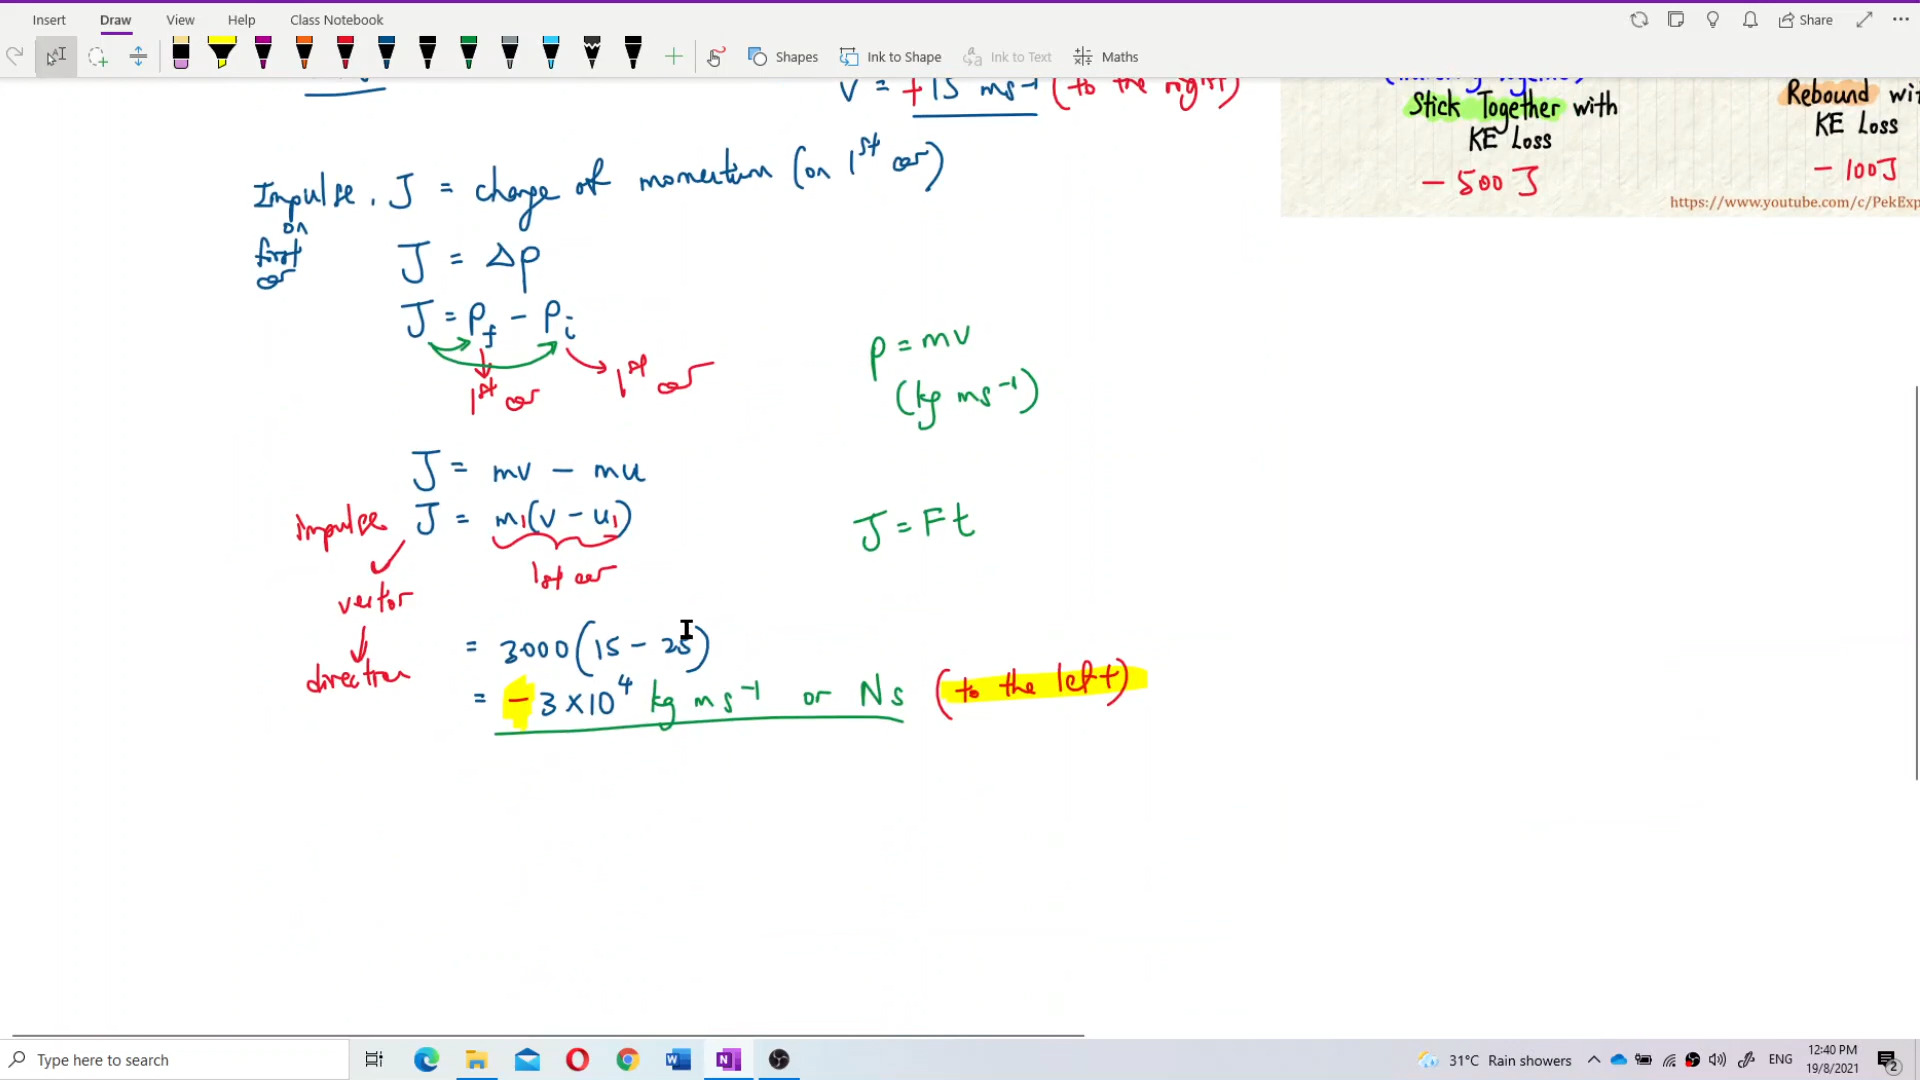 Insert Draw View Help Class Notebook Share
Shapes Ink to Shape Ink to Text Maths
v = +15 ms⁻¹ (to the right)
Stick Together with
KE Loss
- 500 J
Rebound wi
KE Loss
- 100J
https://www.youtube.com/c/PekExp
Impulse, J = change of momentum (on 1st car)
on
first
car
J = Δp
J = Pf - Pi
1st car
1st car
p = mv
(kg ms⁻¹)
J = mv - mu
impulse J = m₁(v - u₁)
J = Ft
1st car
vector
direction
= 3000(15 - 25)
= - 3×10⁴ kg ms⁻¹ or Ns (to the left)
Type here to search
31°C Rain showers
ENG
12:40 PM
19/8/2021
2